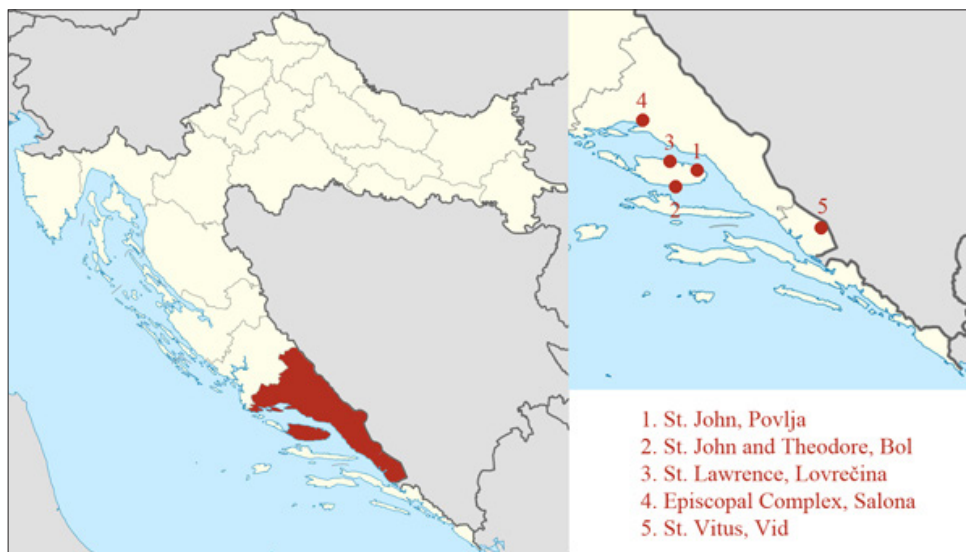 4
3
1
2
5
1. St. John, Povlja
2. St. John and Theodore, Bol
3. St. Lawrence, Lovrečina
4. Episcopal Complex, Salona
5. St. Vitus, Vid